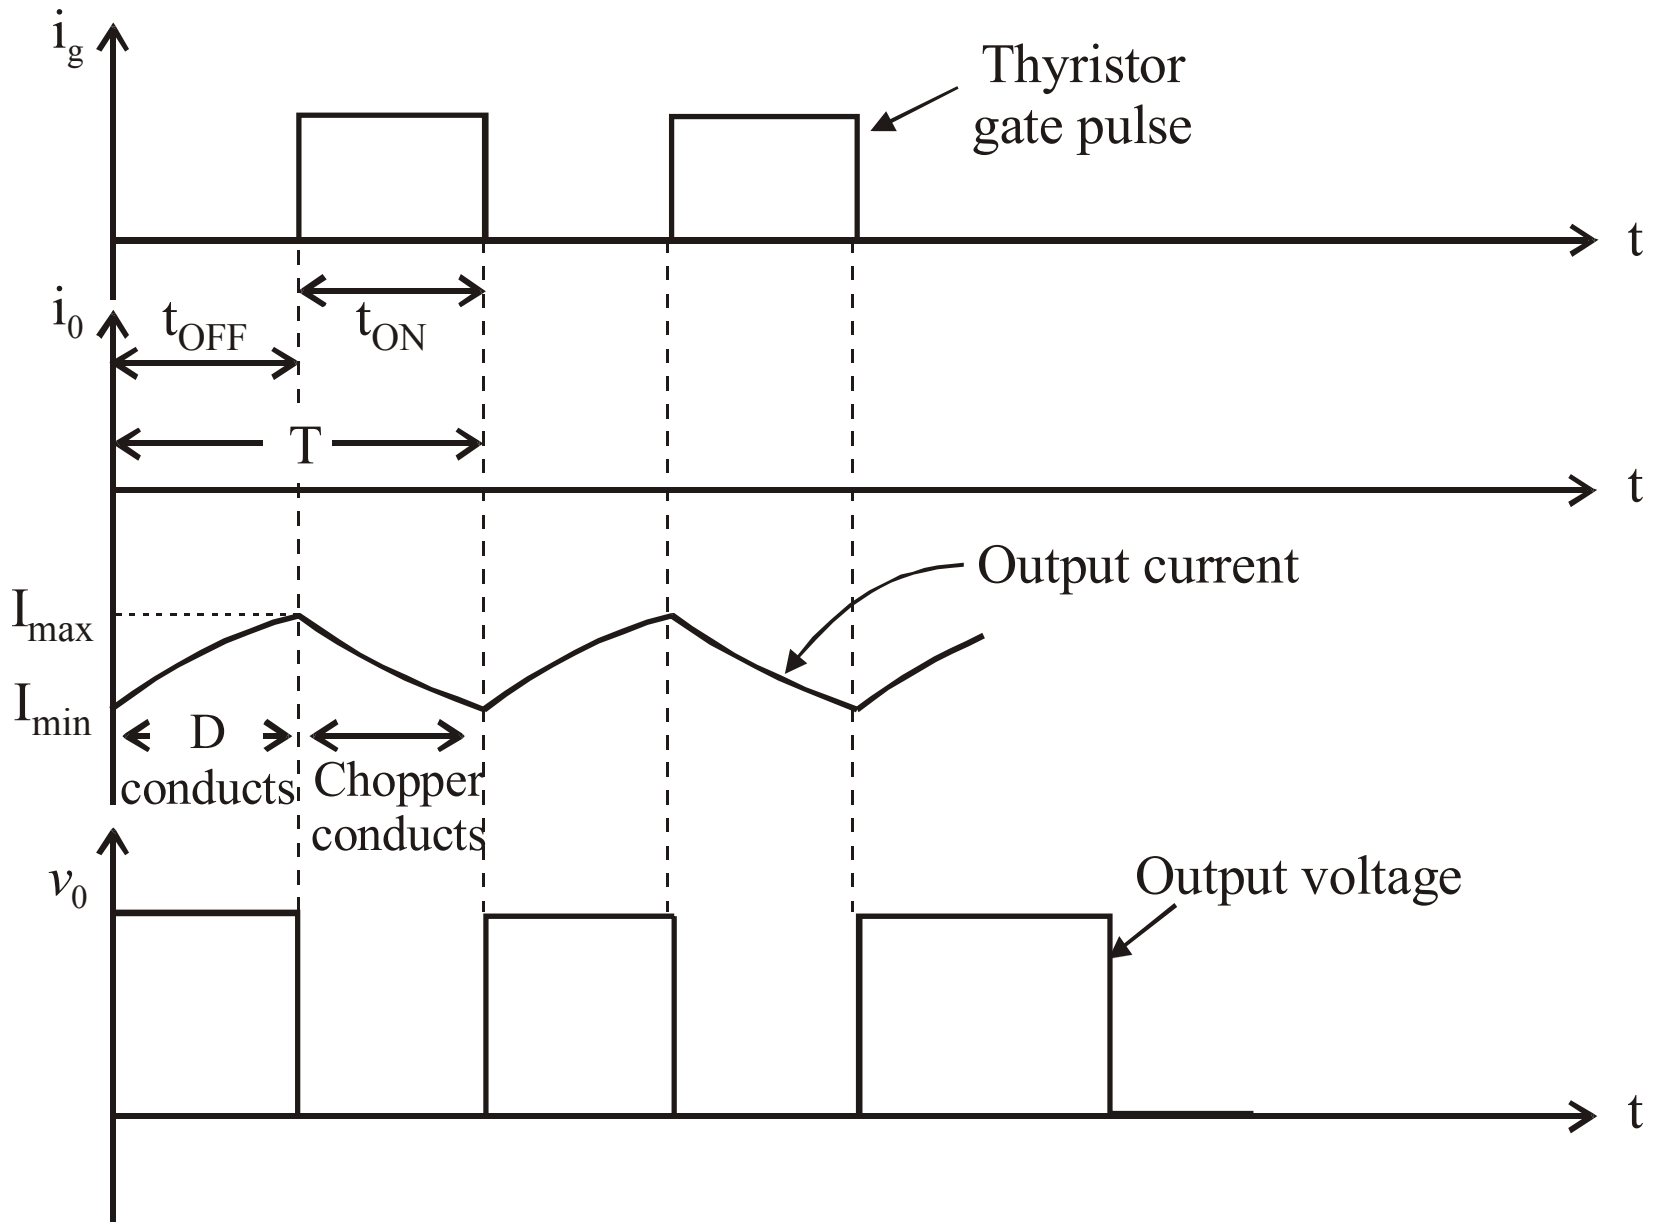 i_g
Thyristor
gate pulse
t
i_0
t_OFF
t_ON
T
t
Output current
I_max
I_min
D
conducts
Chopper
conducts
v_0
Output voltage
t